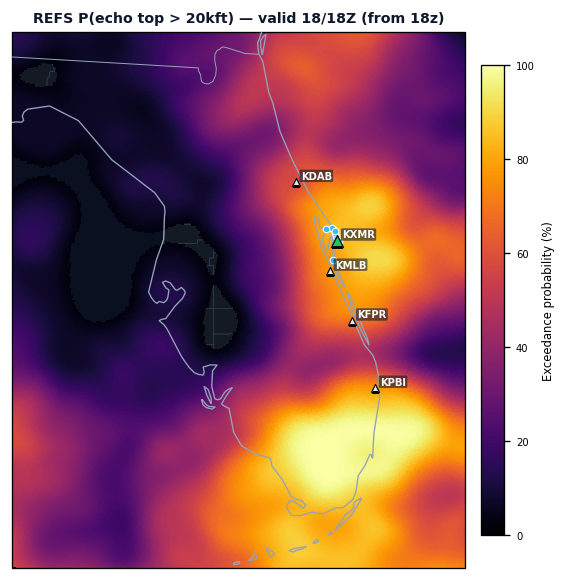 REFS P(echo top > 20kft) — valid 18/18Z (from 18z)
KDAB
KXMR
KMLB
KFPR
KPBI
100
80
60
40
20
0
Exceedance probability (%)